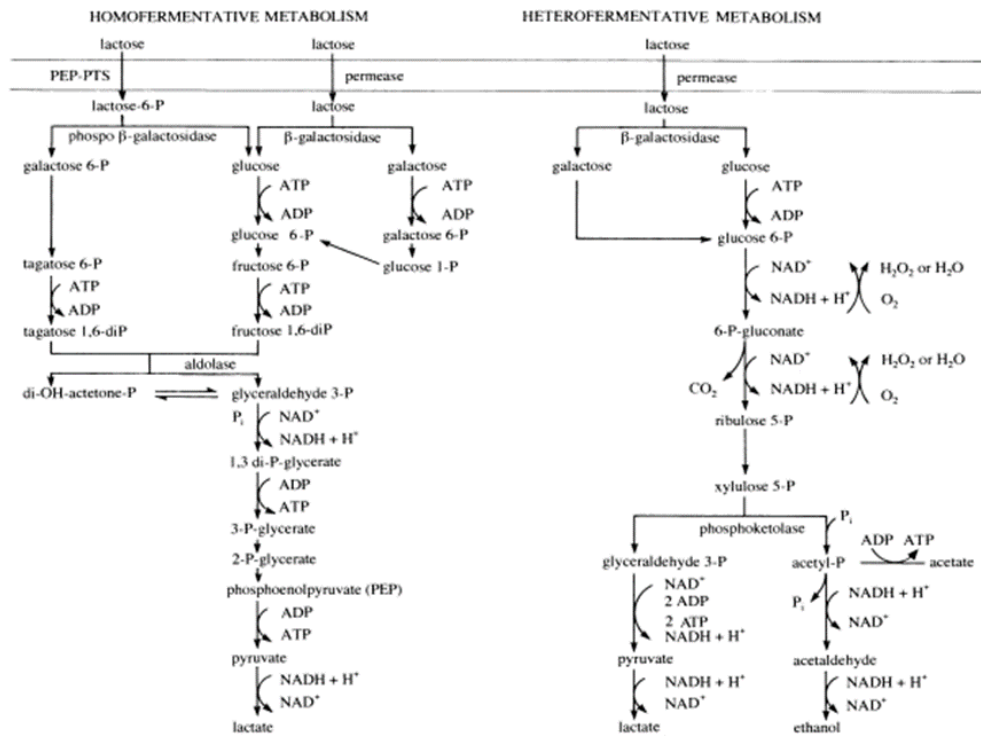 HOMOFERMENTATIVE METABOLISM
HETEROFERMENTATIVE METABOLISM
lactose
lactose
lactose
PEP-PTS
permease
permease
lactose-6-P
lactose
lactose
phospo β-galactosidase
β-galactosidase
β-galactosidase
galactose 6-P
glucose
galactose
galactose
glucose
ATP
ADP
ATP
ADP
ATP
ADP
glucose 6-P
galactose 6-P
glucose 6-P
tagatose 6-P
fructose 6-P
glucose 1-P
NAD⁺
NADH + H⁺
H₂O₂ or H₂O
O₂
ATP
ADP
ATP
ADP
tagatose 1,6-diP
fructose 1,6-diP
6-P-gluconate
aldolase
NAD⁺
NADH + H⁺
H₂O₂ or H₂O
O₂
CO₂
di-OH-actetone-P
glyceraldehyde 3-P
ribulose 5-P
Pᵢ
NAD⁺
NADH + H⁺
1,3 di-P-glycerate
xylulose 5-P
ADP
ATP
phosphoketolase
Pᵢ
3-P-glycerate
ADP ATP
2-P-glycerate
glyceraldehyde 3-P
acetyl-P
acetate
phosphoenolpyruvate (PEP)
NAD⁺
2 ADP
2 ATP
NADH + H⁺
Pᵢ
NADH + H⁺
NAD⁺
ADP
ATP
pyruvate
pyruvate
acetaldehyde
NADH + H⁺
NAD⁺
NADH + H⁺
NAD⁺
NADH + H⁺
NAD⁺
lactate
lactate
ethanol